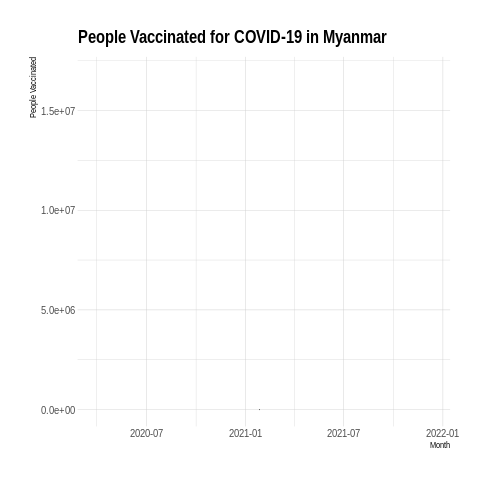 People Vaccinated for COVID-19 in Myanmar
People Vaccinated
1.5e+07
1.0e+07
5.0e+06
0.0e+00
2020-07 2021-01 2021-07 2022-01
Month